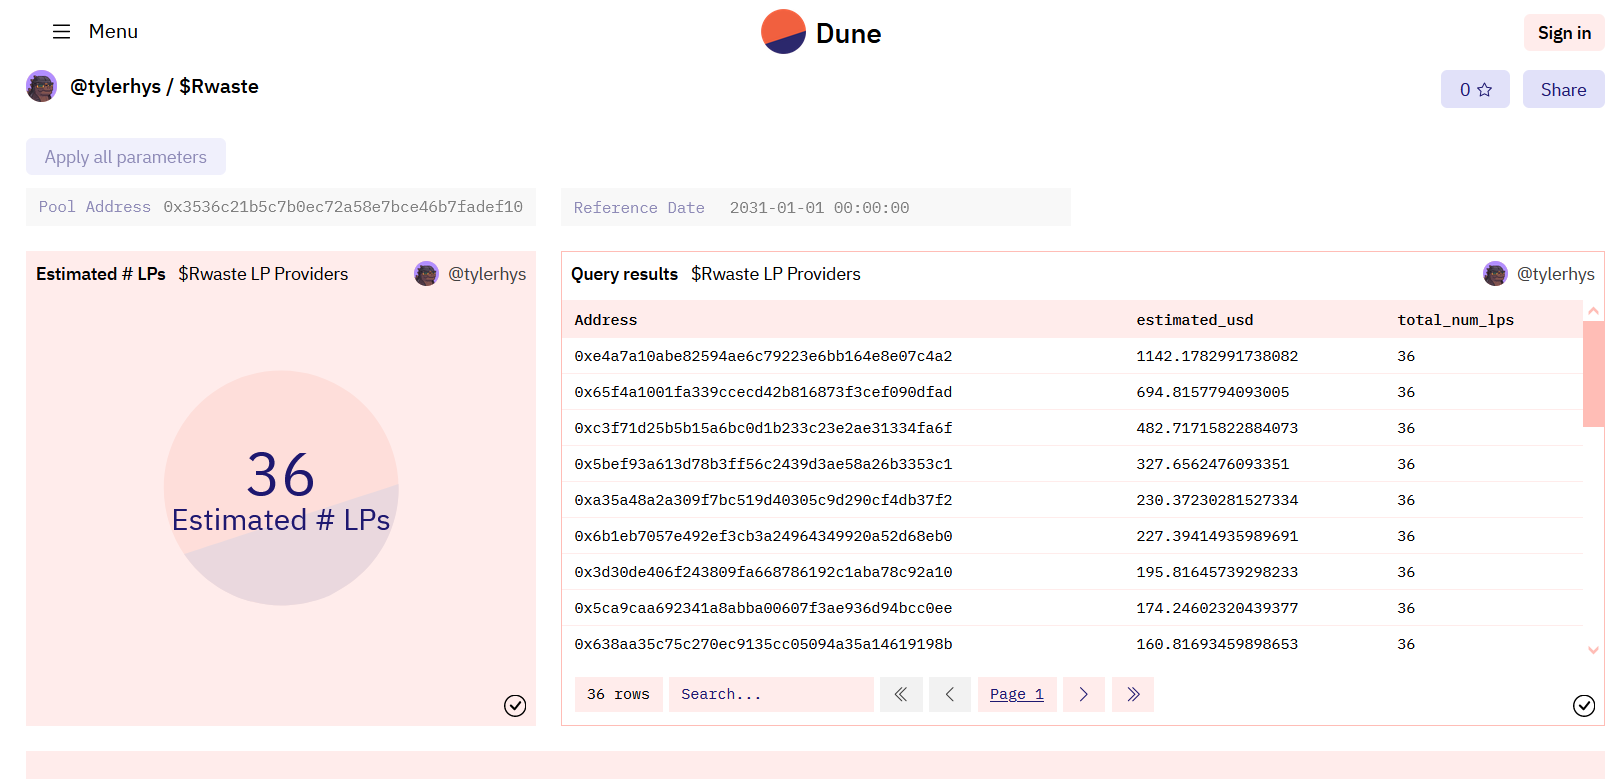 Menu
Dune
Sign in
@tylerhys / $Rwaste
0
Share
Apply all parameters
Pool Address 0x3536c21b5c7b0ec72a58e7bce46b7fadef10
Reference Date 2031-01-01 00:00:00
Estimated # LPs $Rwaste LP Providers @tylerhys
36
Estimated # LPs
Query results $Rwaste LP Providers @tylerhys
Address estimated_usd total_num_lps
0xe4a7a10abe82594ae6c79223e6bb164e8e07c4a2 1142.1782991738082 36
0x65f4a1001fa339ccecd42b816873f3cef090dfad 694.8157794093005 36
0xc3f71d25b5b15a6bc0d1b233c23e2ae31334fa6f 482.71715822884073 36
0x5bef93a613d78b3ff56c2439d3ae58a26b3353c1 327.6562476093351 36
0xa35a48a2a309f7bc519d40305c9d290cf4db37f2 230.37230281527334 36
0x6b1eb7057e492ef3cb3a24964349920a52d68eb0 227.39414935989691 36
0x3d30de406f243809fa668786192c1aba78c92a10 195.81645739298233 36
0x5ca9caa692341a8abba00607f3ae936d94bcc0ee 174.24602320439377 36
0x638aa35c75c270ec9135cc05094a35a14619198b 160.81693459898653 36
36 rows Search... Page 1